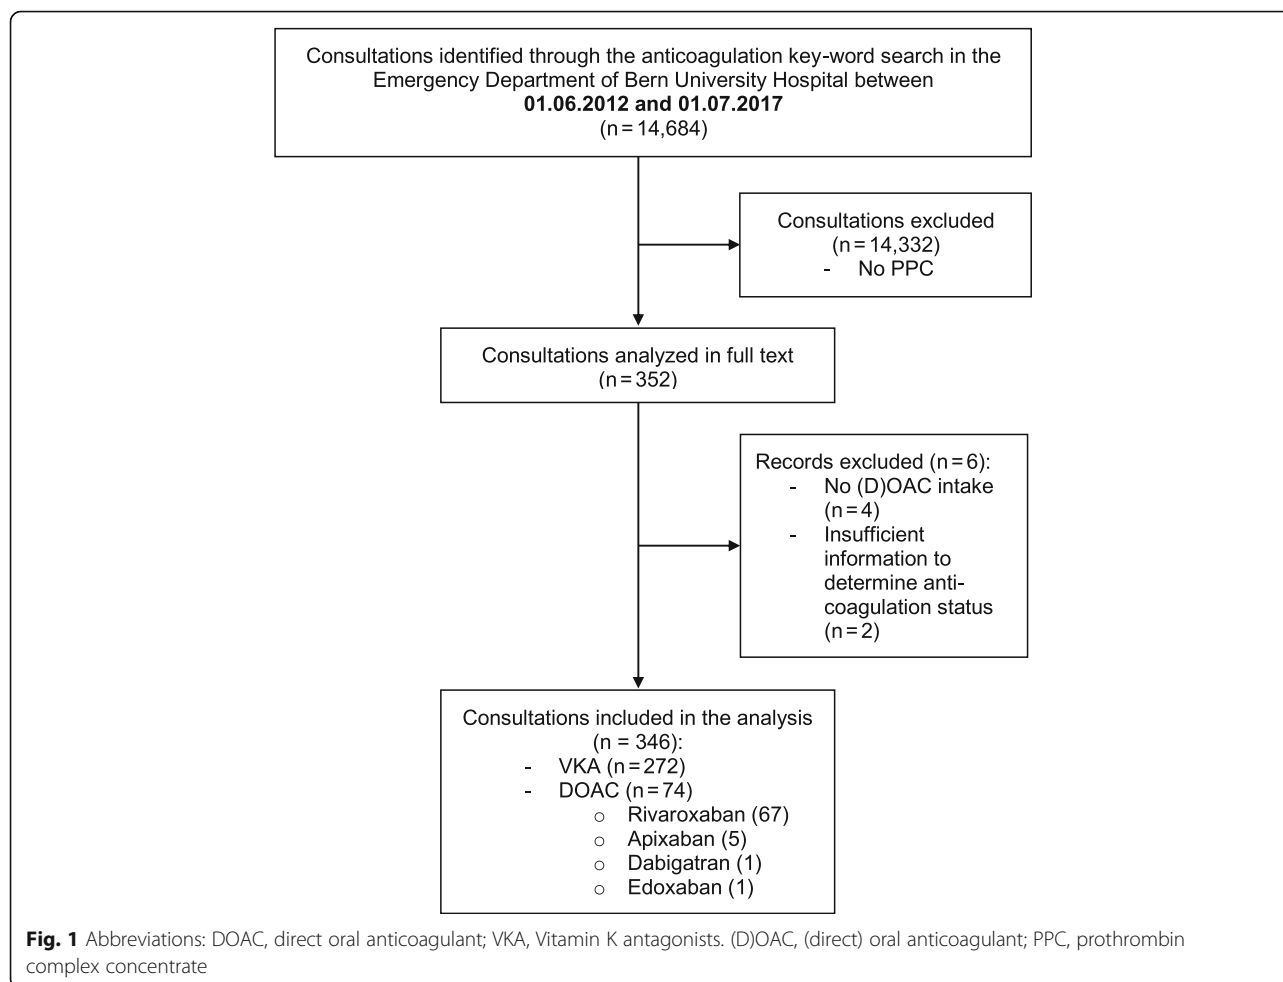 Consultations identified through the anticoagulation key-word search in the
Emergency Department of Bern University Hospital between
01.06.2012 and 01.07.2017
(n=14,684)
Consultations excluded
(n=14,332)
- No PPC
Consultations analyzed in full text
(n=352)
Records excluded (n=6):
- No (D)OAC intake
(n=4)
- Insufficient
information to
determine anti-
coagulation status
(n=2)
Consultations included in the analysis
(n = 346):
- VKA (n=272)
- DOAC (n=74)
○ Rivaroxaban (67)
○ Apixaban (5)
○ Dabigatran (1)
○ Edoxaban (1)
Fig. 1 Abbreviations: DOAC, direct oral anticoagulant; VKA, Vitamin K antagonists. (D)OAC, (direct) oral anticoagulant; PPC, prothrombin
complex concentrate